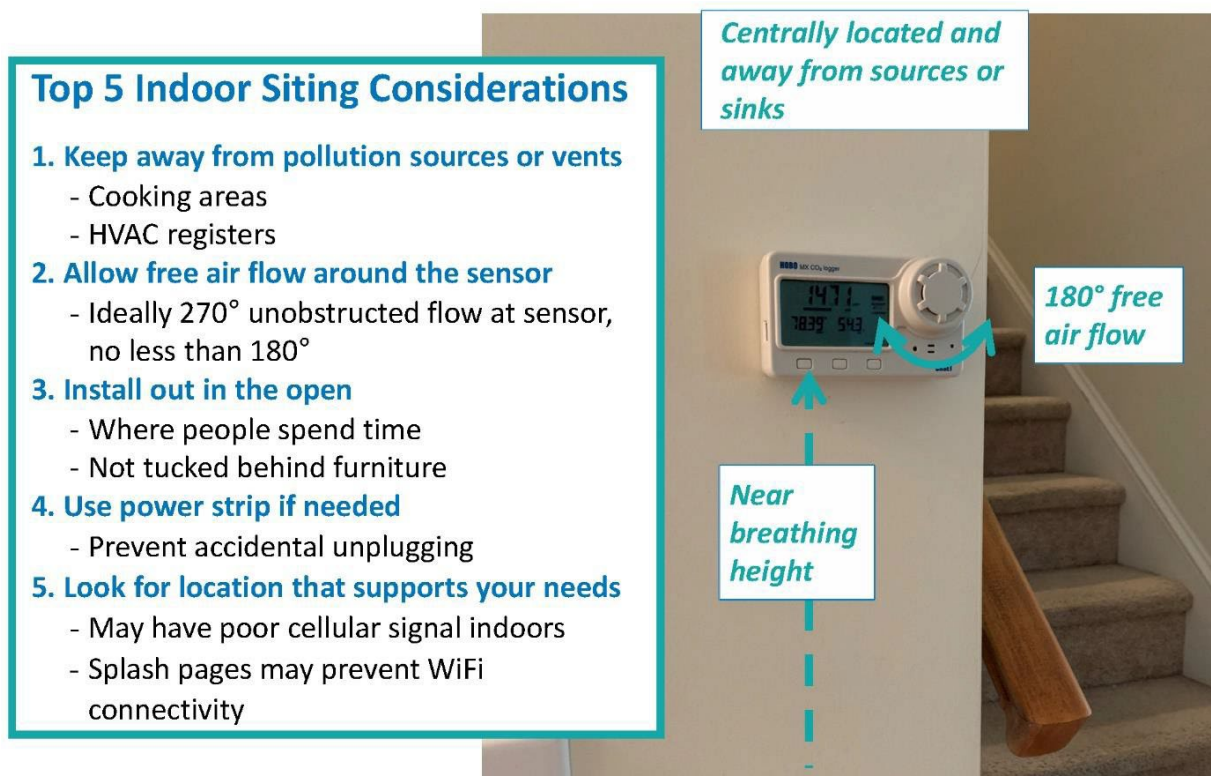 Top 5 Indoor Siting Considerations
1. Keep away from pollution sources or vents
- Cooking areas
- HVAC registers
2. Allow free air flow around the sensor
- Ideally 270° unobstructed flow at sensor,
no less than 180°
3. Install out in the open
- Where people spend time
- Not tucked behind furniture
4. Use power strip if needed
- Prevent accidental unplugging
5. Look for location that supports your needs
- May have poor cellular signal indoors
- Splash pages may prevent WiFi
connectivity
Centrally located and
away from sources or
sinks
HOBO MX CO₂ logger
1471
78.39° 54.3
180° free
air flow
Near
breathing
height